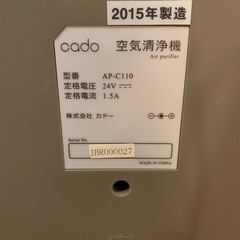 2015年製造
cado 空気清浄機
Air purifier
型番 AP-C110
定格電圧 24V
定格電流 1.5A
株式会社 カドー
Serial No.
1BR000027
MADE IN CHINA